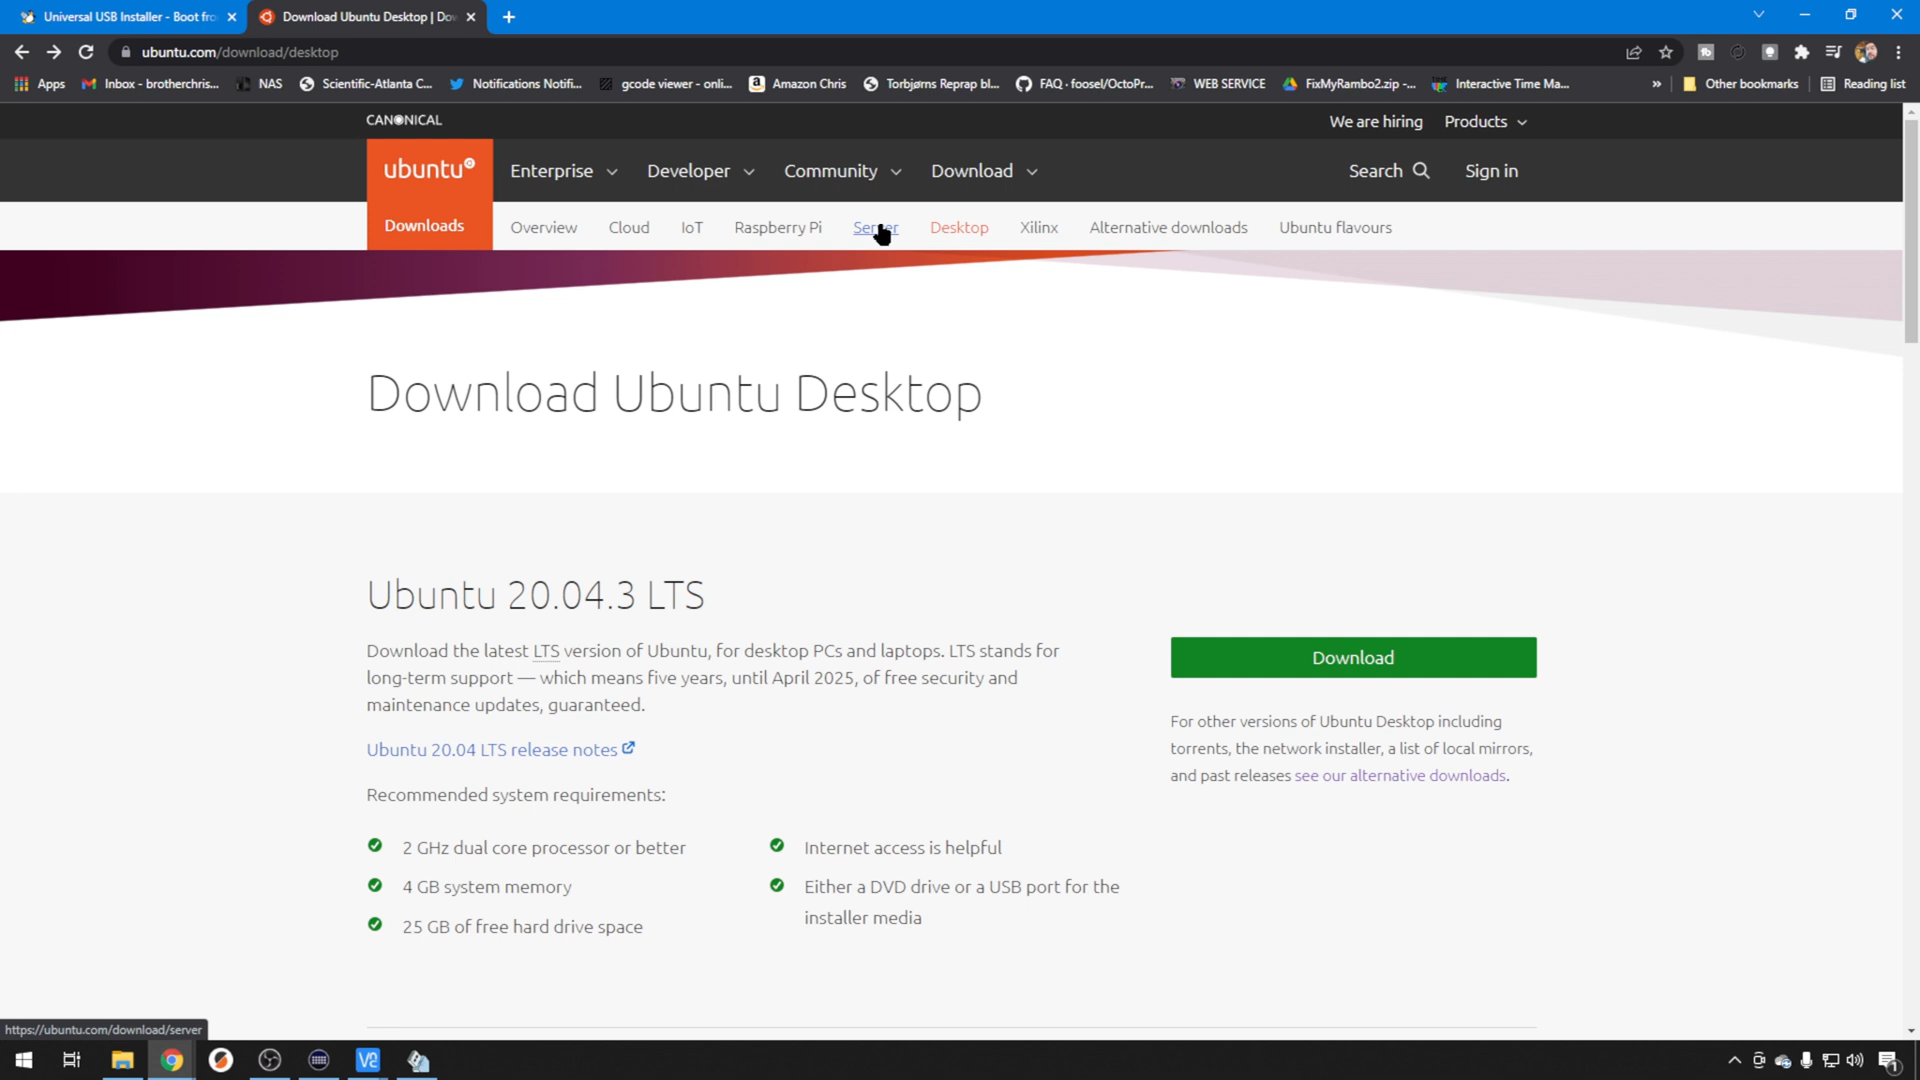 Universal USB Installer - Boot fro
Download Ubuntu Desktop | Do
ubuntu.com/download/desktop
Apps
Inbox - brotherchris...
NAS
Scientific-Atlanta C...
Notifications Notifi...
gcode viewer - onli...
Amazon Chris
Torbjørns Reprap bl...
FAQ · foosel/OctoPr...
WEB SERVICE
FixMyRambo2.zip -...
Interactive Time Ma...
»
Other bookmarks
Reading list
CANONICAL
We are hiring
Products
ubuntu
Enterprise
Developer
Community
Download
Search
Sign in
Downloads
Overview
Cloud
IoT
Raspberry Pi
Server
Desktop
Xilinx
Alternative downloads
Ubuntu flavours
Download Ubuntu Desktop
Ubuntu 20.04.3 LTS
Download the latest LTS version of Ubuntu, for desktop PCs and laptops. LTS stands for
long-term support — which means five years, until April 2025, of free security and
maintenance updates, guaranteed.
Ubuntu 20.04 LTS release notes
Recommended system requirements:
2 GHz dual core processor or better
4 GB system memory
25 GB of free hard drive space
Internet access is helpful
Either a DVD drive or a USB port for the
installer media
Download
For other versions of Ubuntu Desktop including
torrents, the network installer, a list of local mirrors,
and past releases see our alternative downloads.
https://ubuntu.com/download/server
1